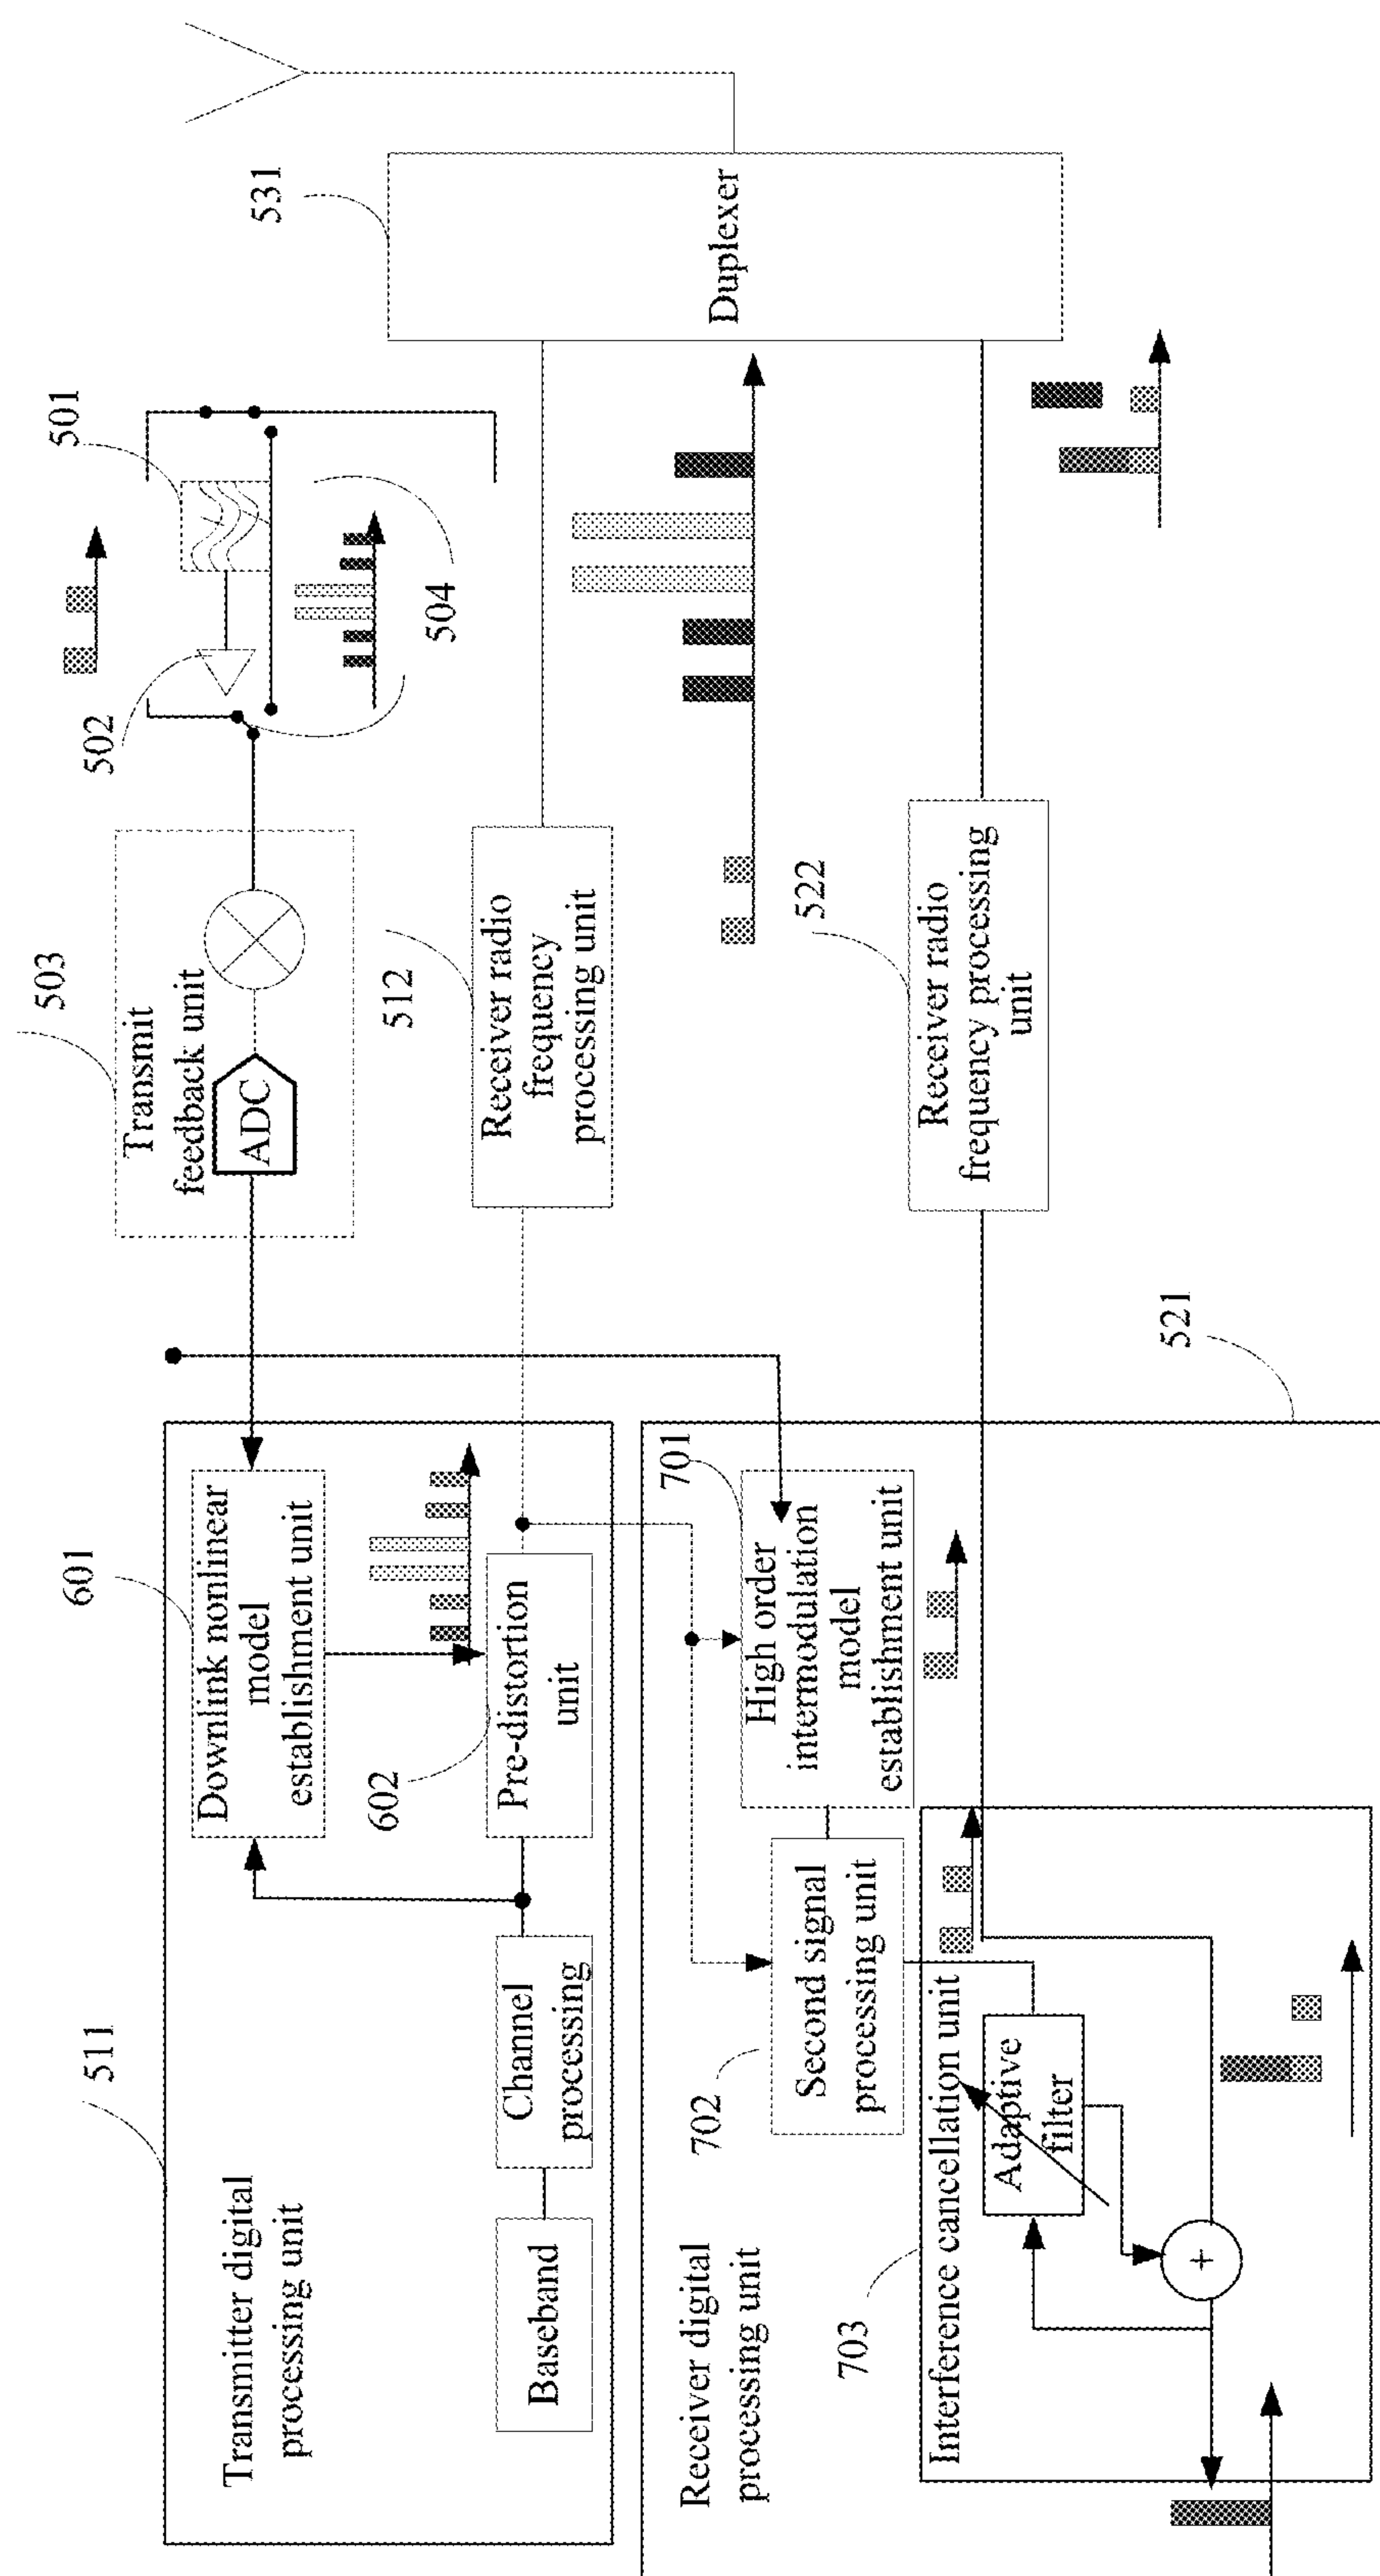 511
Transmitter digital
processing unit
Baseband
Channel
processing
601
Downlink nonlinear
model
establishment unit
602
Pre-distortion
unit
503
Transmit
feedback unit
ADC
502
501
504
512
Receiver radio
frequency
processing unit
531
Duplexer
522
Receiver radio
frequency processing
unit
521
Receiver digital
processing unit
701
High order
intermodulation
model
establishment unit
702
Second signal
processing unit
703
Interference cancellation unit
Adaptive
filter
+